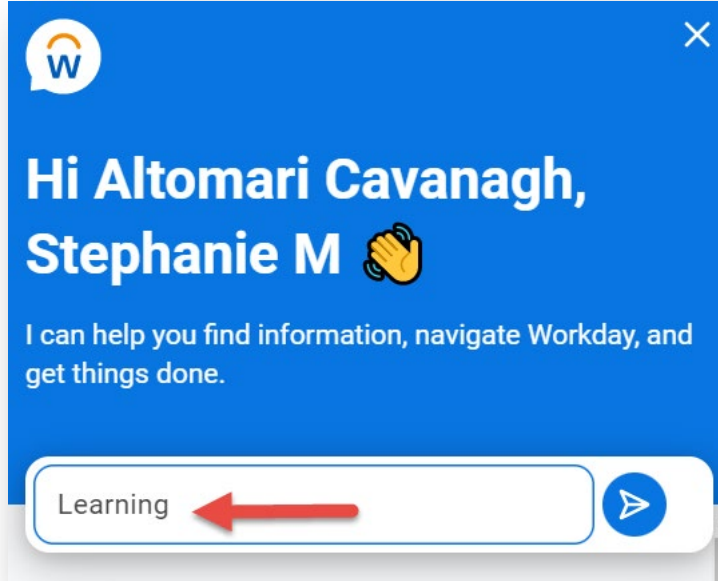 W
Hi Altomari Cavanagh,
Stephanie M 👋
I can help you find information, navigate Workday, and
get things done.
Learning